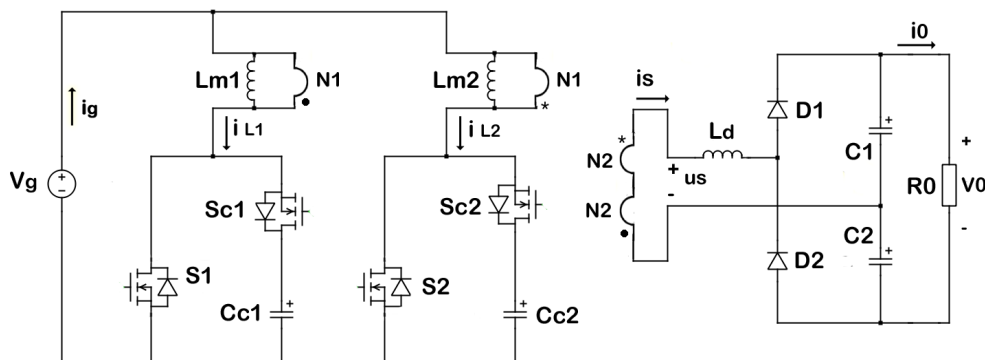 Lm1
N1
Lm2
N1
*
i0
is
ig
i L1
i L2
*
Ld
D1
C1
N2
+
us
-
+
Vg
+
-
Sc1
Sc2
N2
R0
V0
C2
D2
-
S1
S2
Cc1
+
Cc2
+